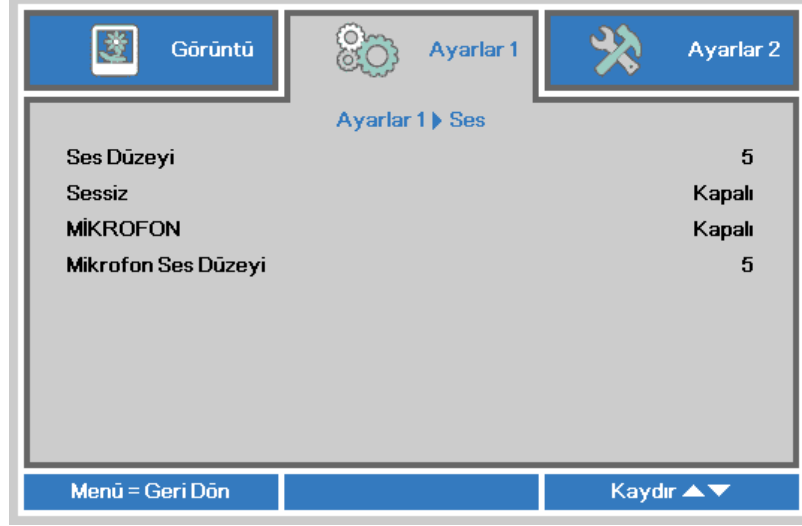 Görüntü
Ayarlar 1
Ayarlar 2
Ayarlar 1 ▶ Ses
Ses Düzeyi 5
Sessiz Kapalı
MİKROFON Kapalı
Mikrofon Ses Düzeyi 5
Menü = Geri Dön
Kaydır ▲▼